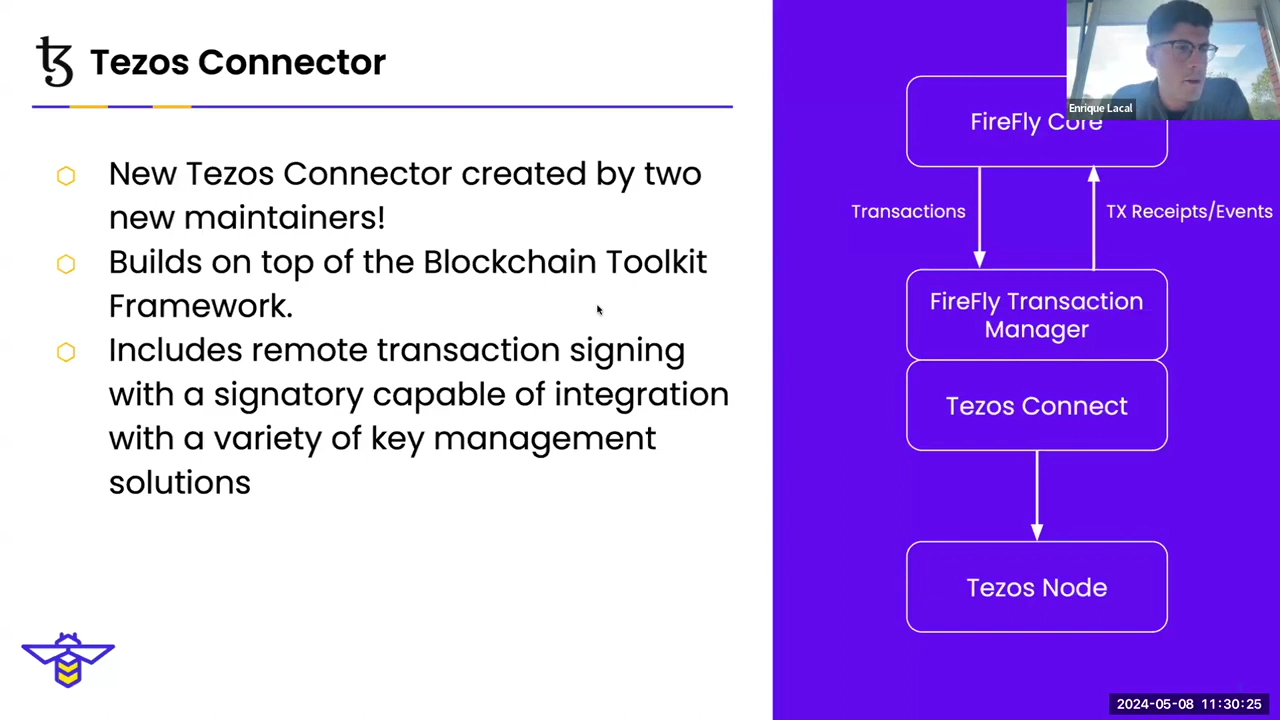 Tezos Connector
New Tezos Connector created by two
new maintainers!
Builds on top of the Blockchain Toolkit
Framework.
Includes remote transaction signing
with a signatory capable of integration
with a variety of key management
solutions
Enrique Lacal
FireFly Core
Transactions
TX Receipts/Events
FireFly Transaction
Manager
Tezos Connect
Tezos Node
2024-05-08 11:30:25